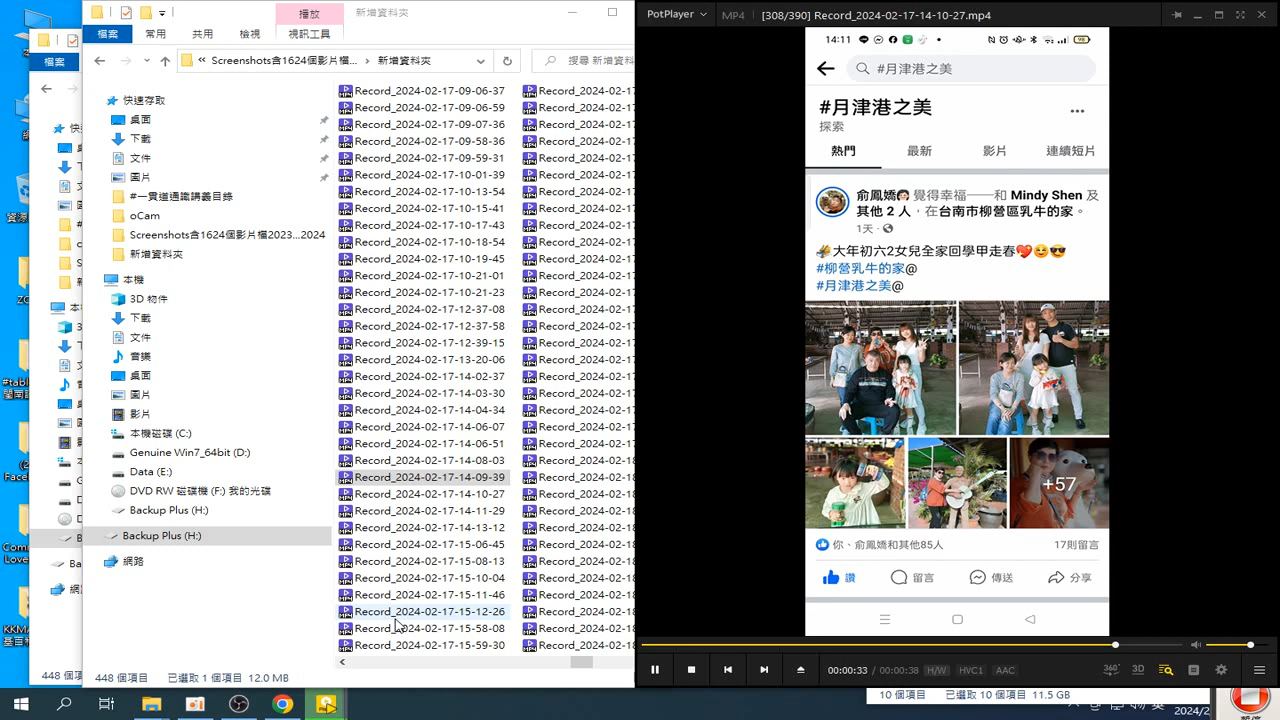 播放
新增資料夾
檔案
常用
共用
檢視
視訊工具
檔案
Screenshots含1624個影片檔...
新增資料夾
搜尋 新增資料
快速存取
桌面
下載
文件
圖片
#一貫道通識講義目錄
oCam
Screenshots含1624個影片檔2023...2024
新增資料夾
本機
3D 物件
下載
文件
音樂
桌面
圖片
影片
本機磁碟 (C:)
Genuine Win7_64bit (D:)
Data (E:)
DVD RW 磁碟機 (F:) 我的光碟
Backup Plus (H:)
Backup Plus (H:)
網路
Record_2024-02-17-09-06-37
Record_2024-02-17-09-06-59
Record_2024-02-17-09-07-36
Record_2024-02-17-09-58-36
Record_2024-02-17-09-59-31
Record_2024-02-17-10-01-39
Record_2024-02-17-10-13-54
Record_2024-02-17-10-15-41
Record_2024-02-17-10-17-43
Record_2024-02-17-10-18-54
Record_2024-02-17-10-19-45
Record_2024-02-17-10-21-01
Record_2024-02-17-10-21-23
Record_2024-02-17-12-37-08
Record_2024-02-17-12-37-58
Record_2024-02-17-12-39-15
Record_2024-02-17-13-20-06
Record_2024-02-17-14-02-37
Record_2024-02-17-14-03-30
Record_2024-02-17-14-04-34
Record_2024-02-17-14-06-07
Record_2024-02-17-14-06-51
Record_2024-02-17-14-08-03
Record_2024-02-17-14-09-39
Record_2024-02-17-14-10-27
Record_2024-02-17-14-11-29
Record_2024-02-17-14-13-12
Record_2024-02-17-15-06-45
Record_2024-02-17-15-08-13
Record_2024-02-17-15-10-04
Record_2024-02-17-15-11-46
Record_2024-02-17-15-12-26
Record_2024-02-17-15-58-08
Record_2024-02-17-15-59-30
448 個項目 已選取 1 個項目 12.0 MB
PotPlayer
MP4
[308/390] Record_2024-02-17-14-10-27.mp4
14:11
98
#月津港之美
#月津港之美
探索
熱門 最新 影片 連續短片
俞鳳嬌 覺得幸福——和 Mindy Shen 及
其他 2 人,在台南市柳營區乳牛的家。
1天
大年初六2女兒全家回學甲走春
#柳營乳牛的家@
#月津港之美@
+57
你、俞鳳嬌和其他85人
17則留言
讚 留言 傳送 分享
00:00:33 / 00:00:38 H/W HVC1 AAC
360°
3D
10 個項目 已選取 10 個項目 11.5 GB